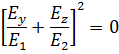 [E_y/E_1 + E_z/E_2]^2 = 0